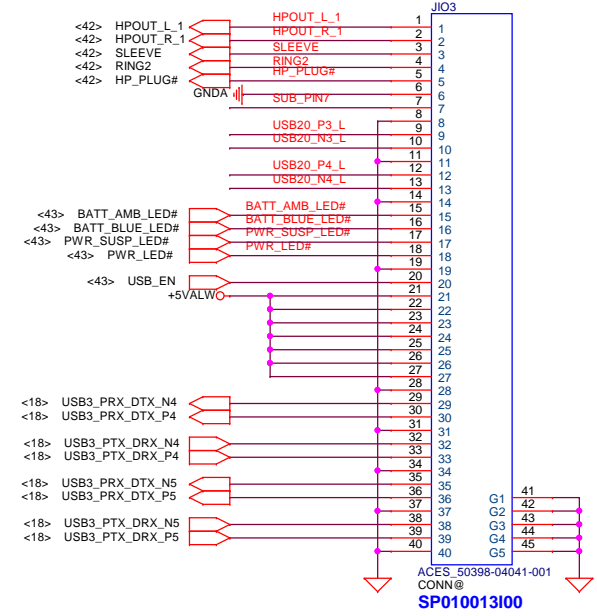 JIO3
<42> HPOUT_L_1 HPOUT_L_1 1 1
<42> HPOUT_R_1 HPOUT_R_1 2 2
<42> SLEEVE SLEEVE 3 3
<42> RING2 RING2 4 4
<42> HP_PLUG# HP_PLUG# 5 5
GNDA 6 6
SUB_PIN7 7 7
8 8
USB20_P3_L 9 9
USB20_N3_L 10 10
11 11
USB20_P4_L 12 12
USB20_N4_L 13 13
14 14
<43> BATT_AMB_LED# BATT_AMB_LED# 15 15
<43> BATT_BLUE_LED# BATT_BLUE_LED# 16 16
<43> PWR_SUSP_LED# PWR_SUSP_LED# 17 17
<43> PWR_LED# PWR_LED# 18 18
19 19
<43> USB_EN 20 20
+5VALW 21 21
22 22
23 23
24 24
25 25
26 26
27 27
28 28
<18> USB3_PRX_DTX_N4 29 29
<18> USB3_PRX_DTX_P4 30 30
31 31
<18> USB3_PTX_DRX_N4 32 32
<18> USB3_PTX_DRX_P4 33 33
34 34
<18> USB3_PRX_DTX_N5 35 35
<18> USB3_PRX_DTX_P5 36 36 G1 41
37 37 G2 42
<18> USB3_PTX_DRX_N5 38 38 G3 43
<18> USB3_PTX_DRX_P5 39 39 G4 44
40 40 G5 45
ACES_50398-04041-001
CONN@
SP010013I00